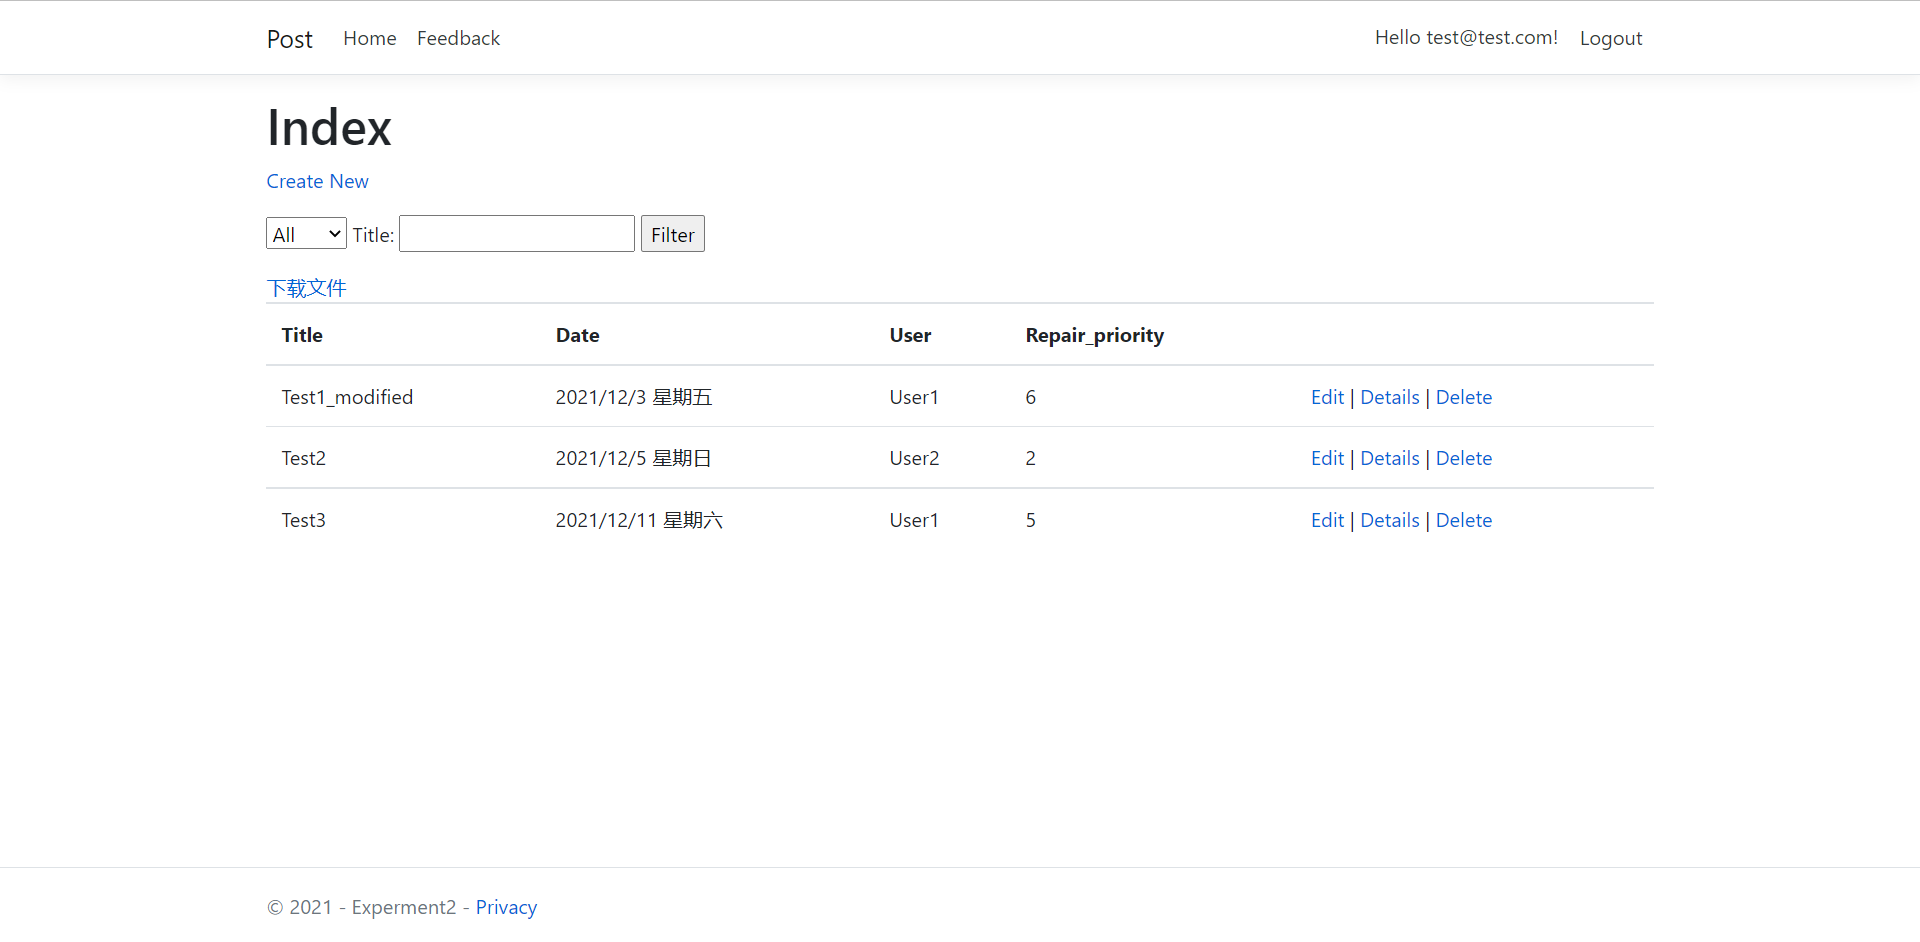 Post Home Feedback Hello test@test.com! Logout
Index
Create New
All Title: Filter
下载文件
Title Date User Repair_priority
Test1_modified 2021/12/3 星期五 User1 6 Edit | Details | Delete
Test2 2021/12/5 星期日 User2 2 Edit | Details | Delete
Test3 2021/12/11 星期六 User1 5 Edit | Details | Delete
© 2021 - Experment2 - Privacy